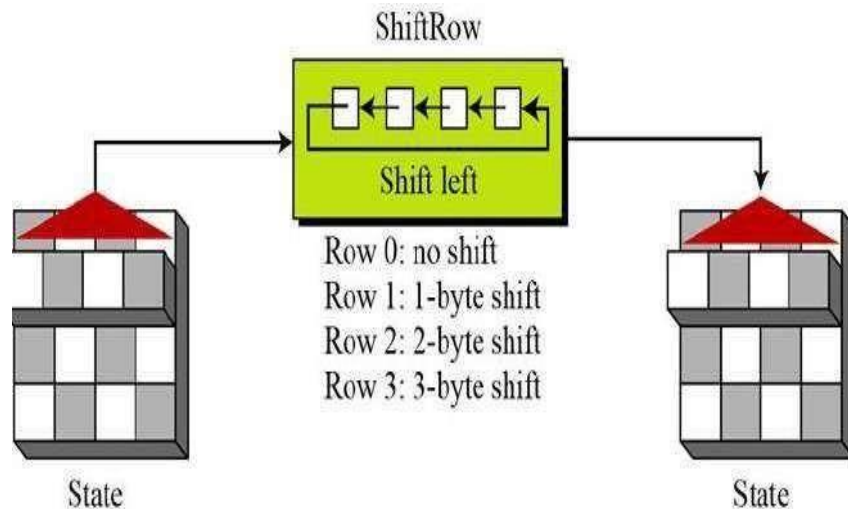 ShiftRow
Shift left
Row 0: no shift
Row 1: 1-byte shift
Row 2: 2-byte shift
Row 3: 3-byte shift
State
State